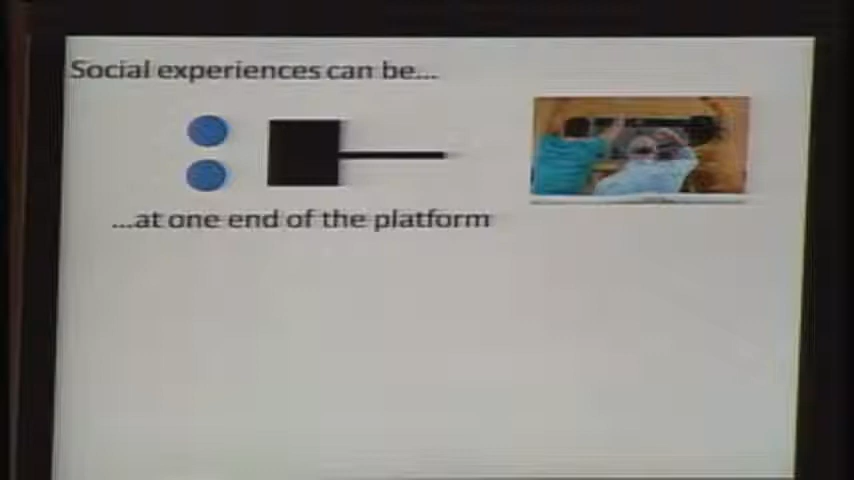 Social experiences can be...
...at one end of the platform